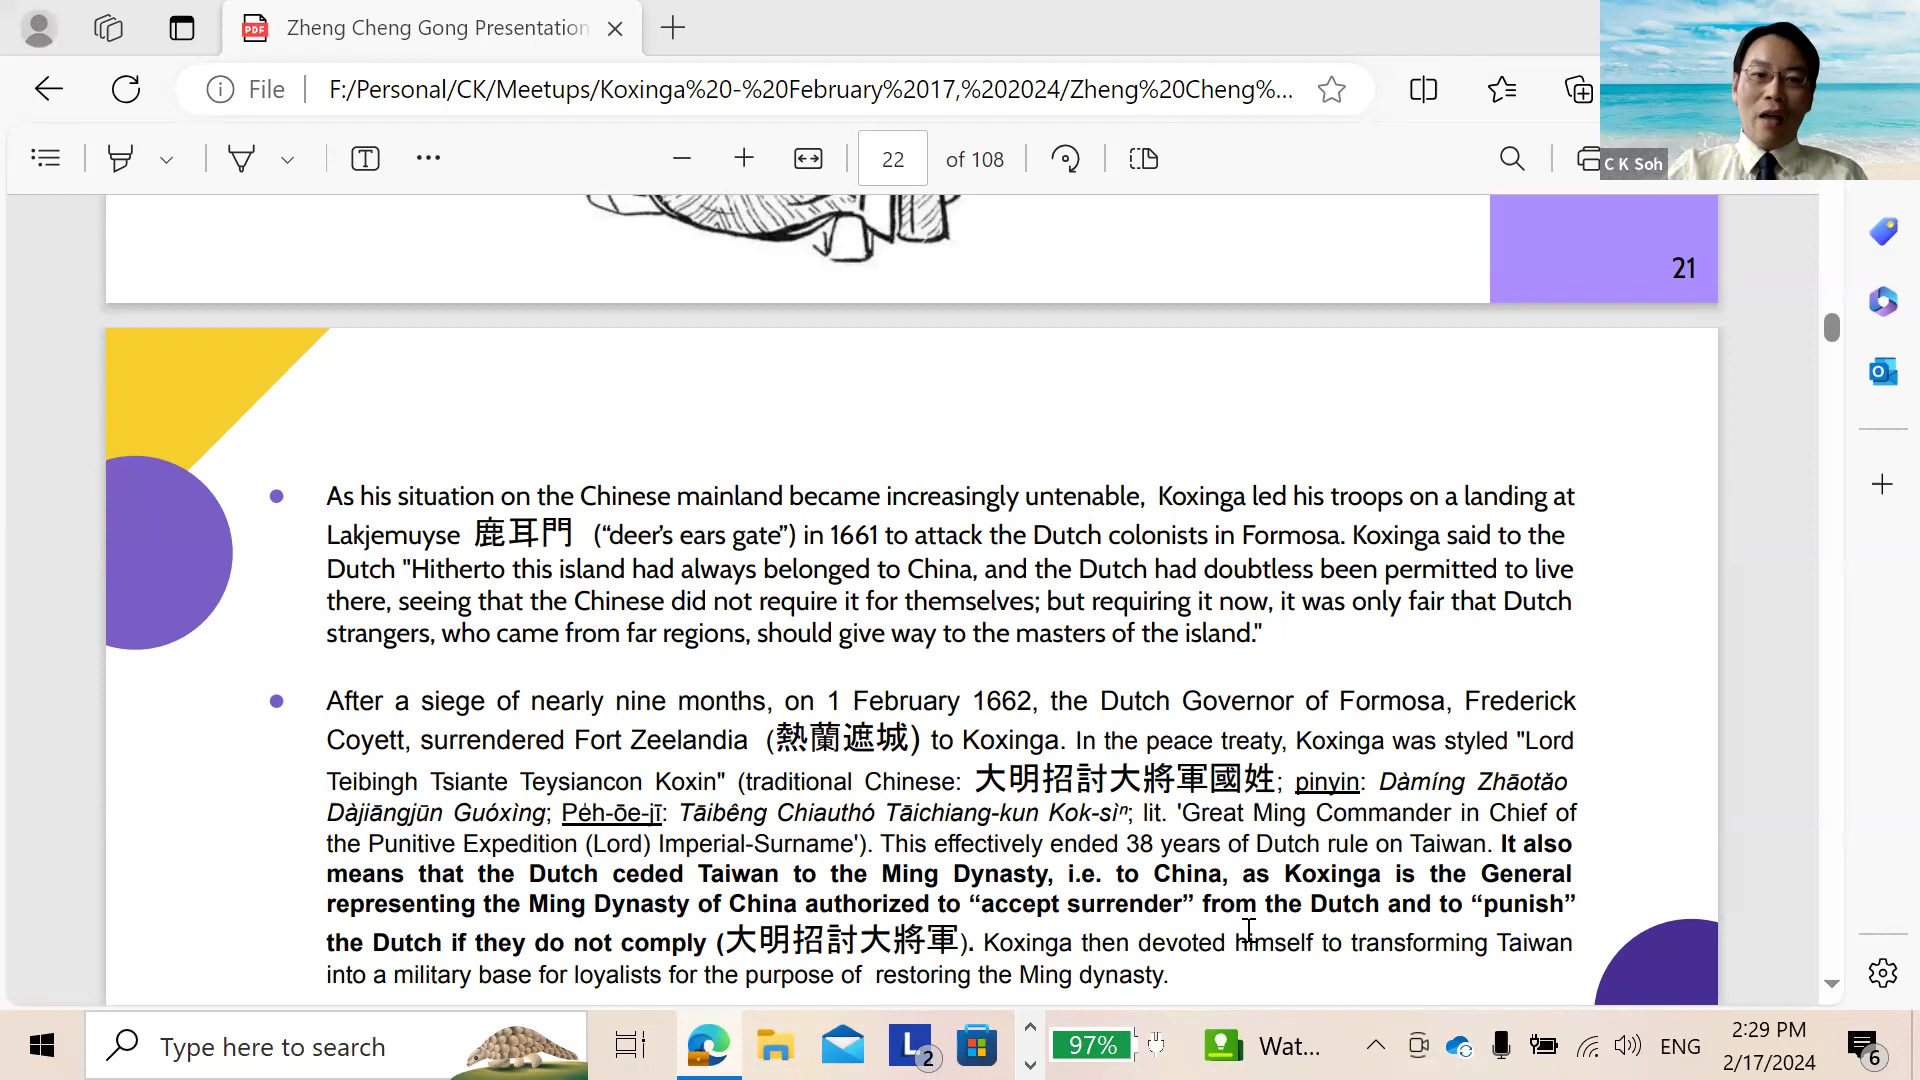 Zheng Cheng Gong Presentation
File
F:/Personal/CK/Meetups/Koxinga%20-%20February%2017,%202024/Zheng%20Cheng%...
22 of 108
C K Soh
21
As his situation on the Chinese mainland became increasingly untenable, Koxinga led his troops on a landing at
Lakjemuyse 鹿耳門 (“deer’s ears gate”) in 1661 to attack the Dutch colonists in Formosa. Koxinga said to the
Dutch "Hitherto this island had always belonged to China, and the Dutch had doubtless been permitted to live
there, seeing that the Chinese did not require it for themselves; but requiring it now, it was only fair that Dutch
strangers, who came from far regions, should give way to the masters of the island."
After a siege of nearly nine months, on 1 February 1662, the Dutch Governor of Formosa, Frederick
Coyett, surrendered Fort Zeelandia (熱蘭遮城) to Koxinga. In the peace treaty, Koxinga was styled "Lord
Teibingh Tsiante Teysiancon Koxin" (traditional Chinese: 大明招討大將軍國姓; pinyin: Dàmíng Zhāotǎo
Dàjiāngjūn Guóxìng; Pe̍h-ōe-jī: Tāibêng Chiauthó Tāichiang-kun Kok-sìⁿ; lit. 'Great Ming Commander in Chief of
the Punitive Expedition (Lord) Imperial-Surname'). This effectively ended 38 years of Dutch rule on Taiwan. It also
means that the Dutch ceded Taiwan to the Ming Dynasty, i.e. to China, as Koxinga is the General
representing the Ming Dynasty of China authorized to “accept surrender” from the Dutch and to “punish”
the Dutch if they do not comply (大明招討大將軍). Koxinga then devoted himself to transforming Taiwan
into a military base for loyalists for the purpose of restoring the Ming dynasty.
Type here to search
L 2
97%
Wat...
ENG
2:29 PM
2/17/2024
6